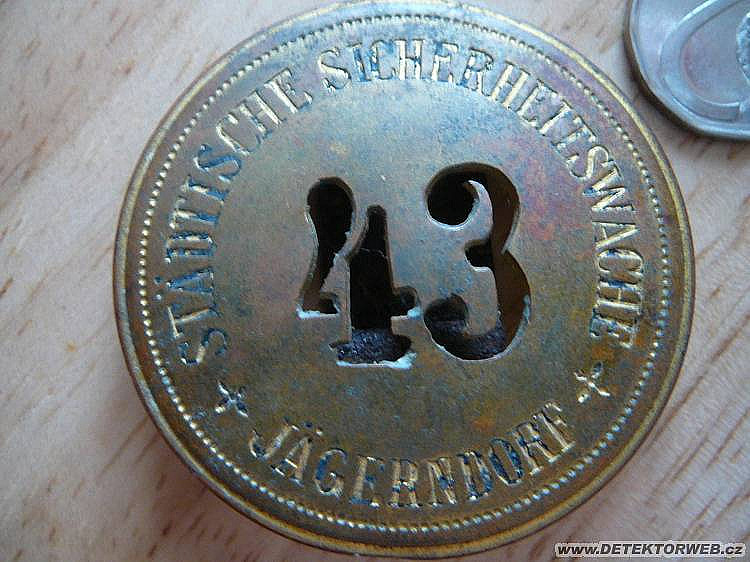 STÄDTISCHE SICHERHEITSWACHE
43
JÄGERNDORF
www.DETEKTORWEB.cz